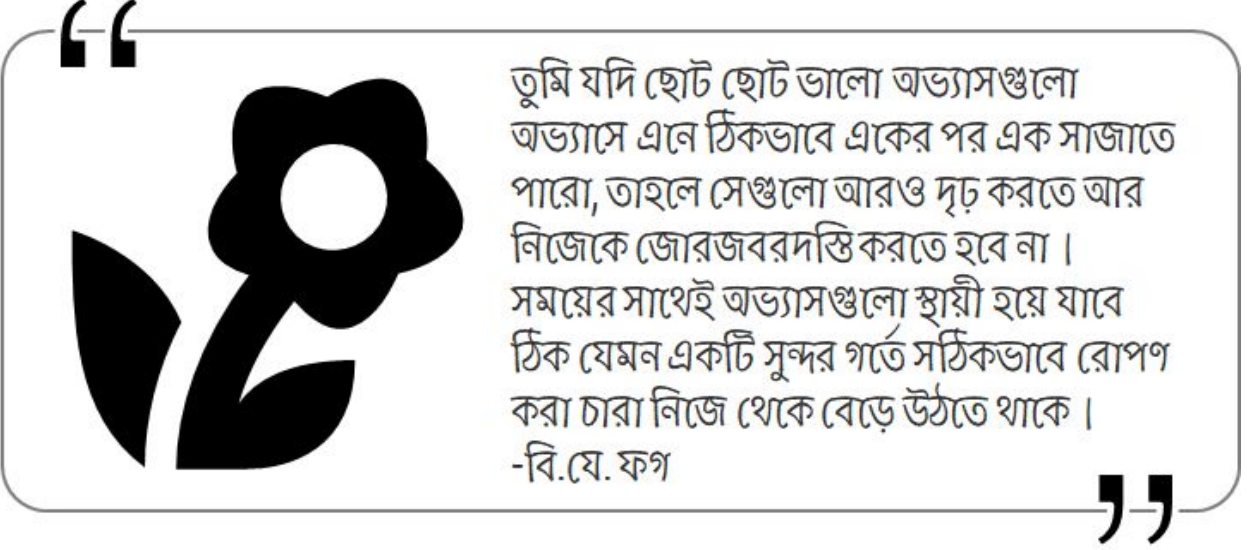 তুমি যদি ছোট ছোট ভালো অভ্যাসগুলো
অভ্যাসে এনে ঠিকভাবে একের পর এক সাজাতে
পারো, তাহলে সেগুলো আরও দৃঢ় করতে আর
নিজেকে জোরজবরদস্তি করতে হবে না ।
সময়ের সাথেই অভ্যাসগুলো স্থায়ী হয়ে যাবে
ঠিক যেমন একটি সুন্দর গর্তে সঠিকভাবে রোপণ
করা চারা নিজে থেকে বেড়ে উঠতে থাকে ।
-বি.যে. ফগ